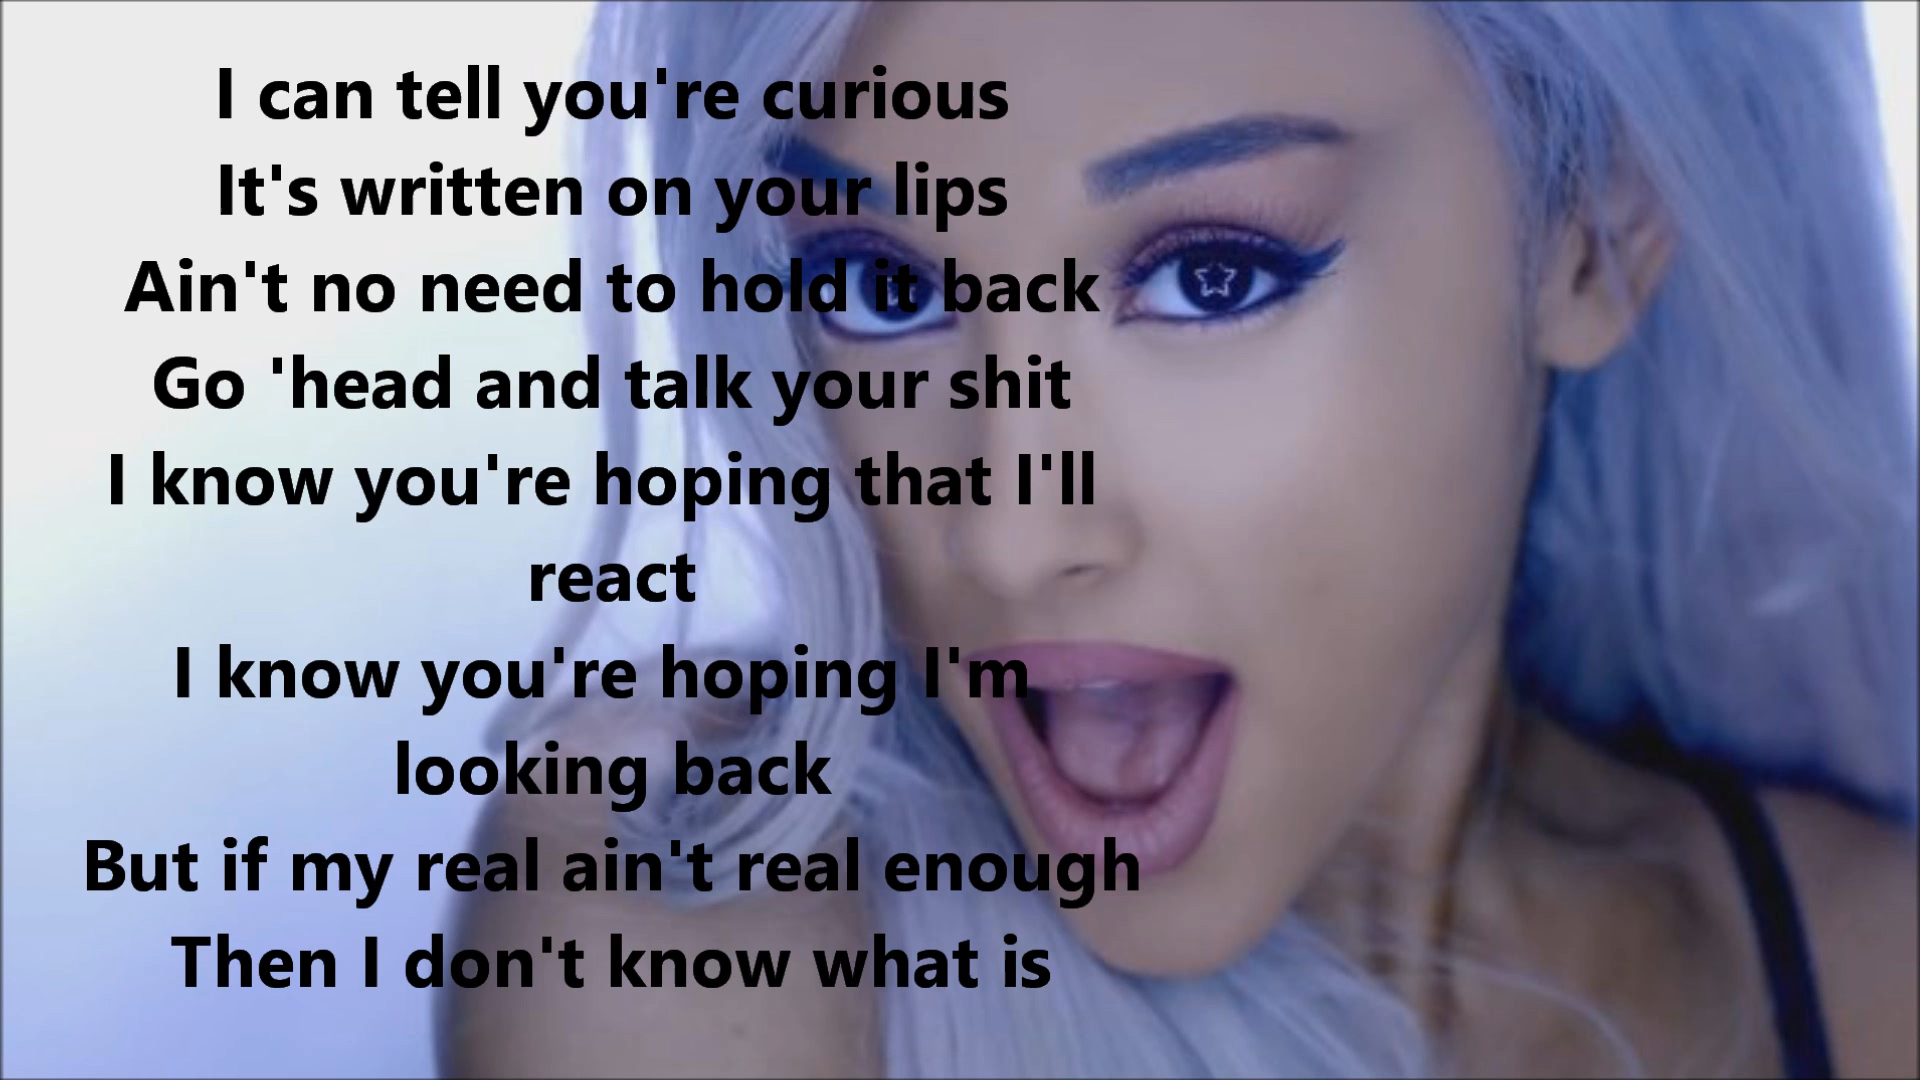 I can tell you're curious
It's written on your lips
Ain't no need to hold it back
Go 'head and talk your shit
I know you're hoping that I'll
react
I know you're hoping I'm
looking back
But if my real ain't real enough
Then I don't know what is